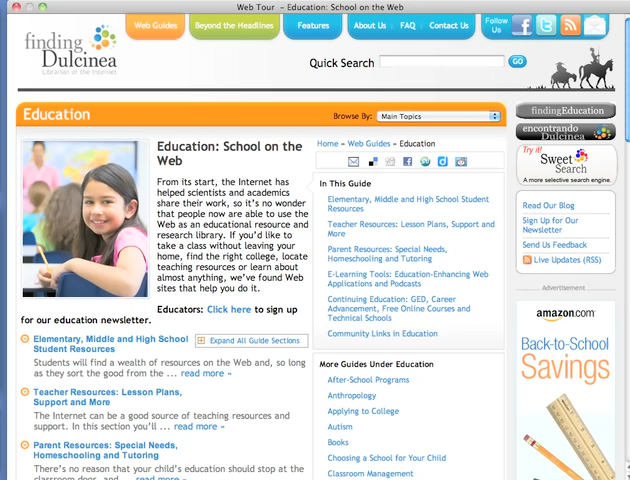 Web Tour - Education: School on the Web
Web Guides
Beyond the Headlines
Features
About Us
FAQ
Contact Us
Follow Us
finding
Dulcinea
Librarian of the Internet
Quick Search
GO
Education
Browse By:
Main Topics
findingEducation
encontrando
Dulcinea
Try it!
Sweet
Search
A more selective search engine.
Education: School on the
Web
From its start, the Internet has
helped scientists and academics
share their work, so it's no wonder
that people now are able to use the
Web as an educational resource and
research library. If you'd like to
take a class without leaving your
home, find the right college, locate
teaching resources or learn about
almost anything, we've found Web
sites that help you do it.
Educators: Click here to sign up
for our education newsletter.
Elementary, Middle and High School
Student Resources
Expand All Guide Sections
Students will find a wealth of resources on the Web and, so long
as they sort the good from the ... read more »
Teacher Resources: Lesson Plans,
Support and More
The Internet can be a good source of teaching resources and
support. In this section you'll ... read more »
Parent Resources: Special Needs,
Homeschooling and Tutoring
There's no reason that your child's education should stop at the
classroom door, and ... read more »
Home » Web Guides » Education
In This Guide
Elementary, Middle and High School Student
Resources
Teacher Resources: Lesson Plans, Support and
More
Parent Resources: Special Needs,
Homeschooling and Tutoring
E-Learning Tools: Education-Enhancing Web
Applications and Podcasts
Continuing Education: GED, Career
Advancement, Free Online Courses and
Technical Schools
Community Links in Education
More Guides Under Education
After-School Programs
Anthropology
Applying to College
Autism
Books
Choosing a School for Your Child
Classroom Management
Read Our Blog
Sign Up for Our
Newsletter
Send Us Feedback
Live Updates (RSS)
Advertisement
amazon.com
Back-to-School
Savings